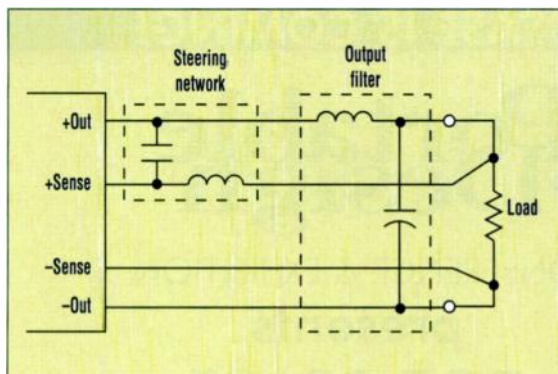 Steering
network
Output
filter
+Out
+Sense
Load
–Sense
–Out